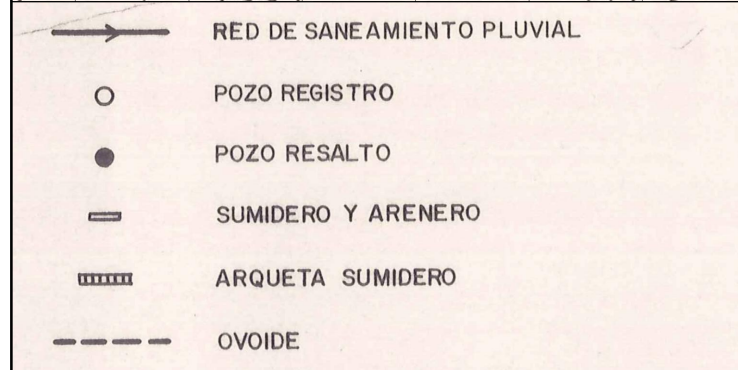 RED DE SANEAMIENTO PLUVIAL
POZO REGISTRO
POZO RESALTO
SUMIDERO Y ARENERO
ARQUETA SUMIDERO
OVOIDE